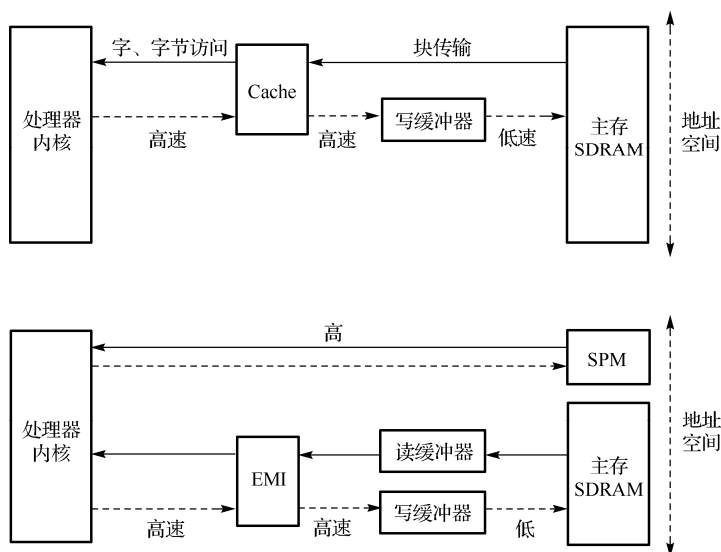 字、字节访问
块传输
Cache
处理器
内核
高速
高速
写缓冲器
低速
主存
SDRAM
地址
空间
高
SPM
处理器
内核
EMI
读缓冲器
主存
SDRAM
地址
空间
高速
高速
写缓冲器
低